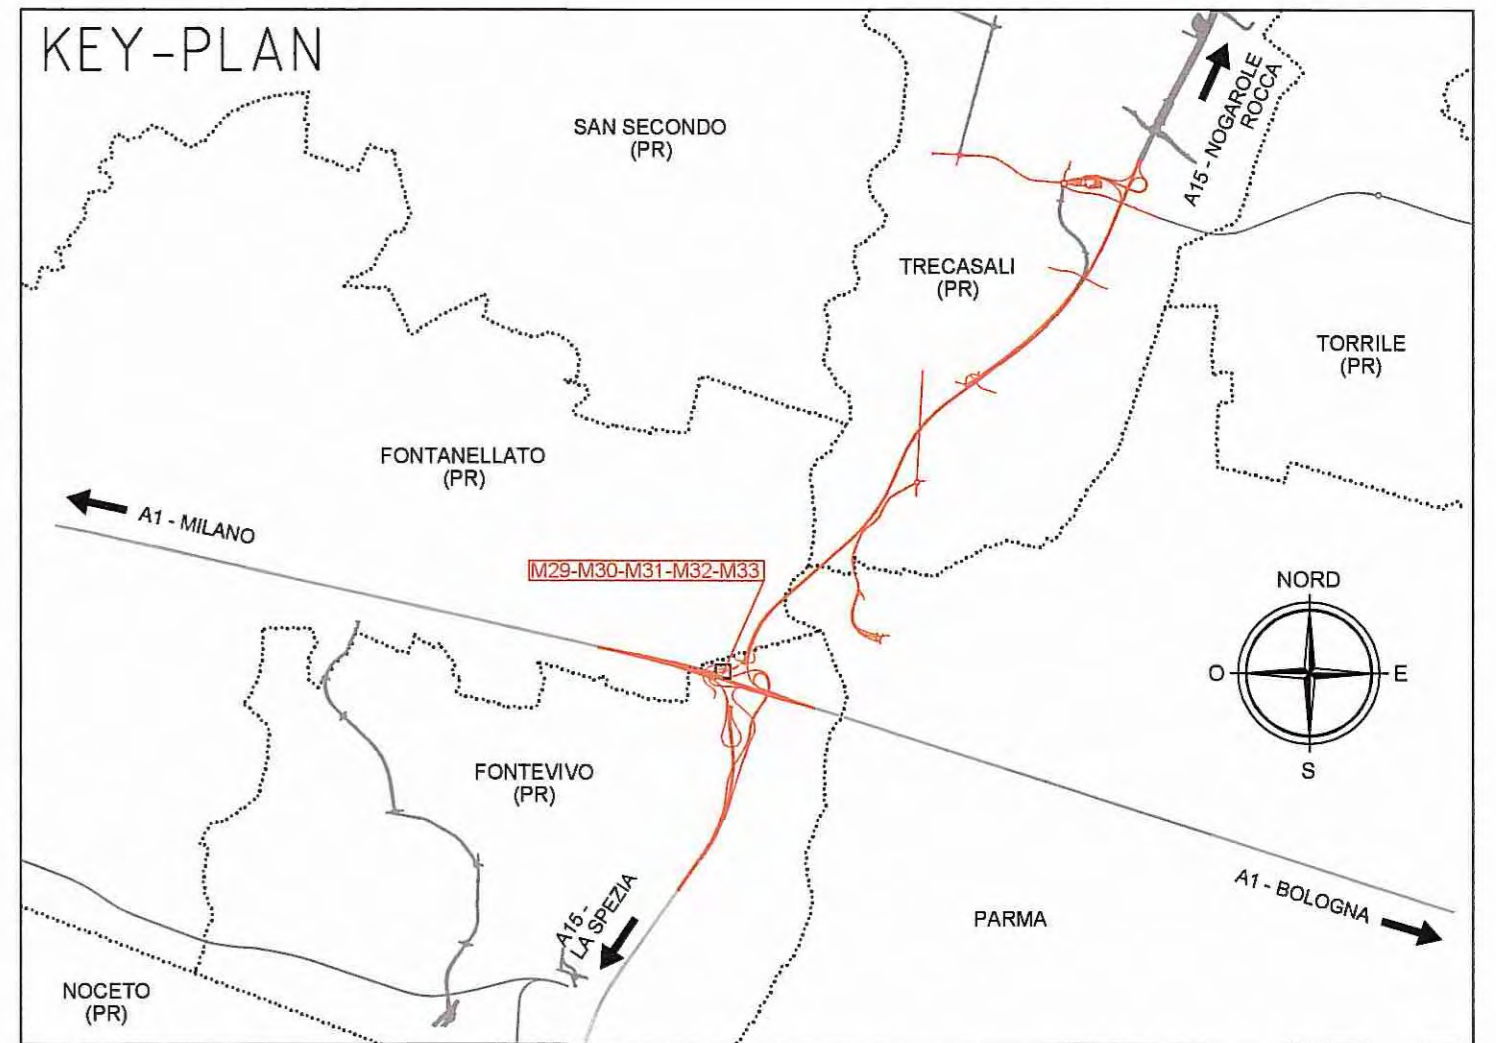 KEY-PLAN
SAN SECONDO
(PR)
A15 - NOGAROLE
ROCCA
TRECASALI
(PR)
TORRILE
(PR)
FONTANELLATO
(PR)
A1 - MILANO
M29-M30-M31-M32-M33
NORD
O
E
S
FONTEVIVO
(PR)
A15 -
LA SPEZIA
A1 - BOLOGNA
PARMA
NOCETO
(PR)